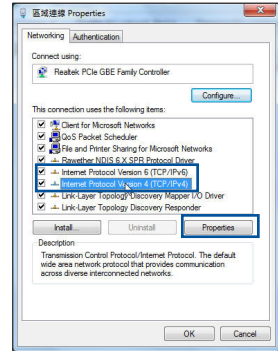 區域連線 Properties
Networking Authentication
Connect using:
Realtek PCIe GBE Family Controller
Configure...
This connection uses the following items:
Client for Microsoft Networks
QoS Packet Scheduler
File and Printer Sharing for Microsoft Networks
Rawether NDIS 6.X SPR Protocol Driver
Internet Protocol Version 6 (TCP/IPv6)
Internet Protocol Version 4 (TCP/IPv4)
Link-Layer Topology Discovery Mapper I/O Driver
Link-Layer Topology Discovery Responder
Install... Uninstall Properties
Description
Transmission Control Protocol/Internet Protocol. The default
wide area network protocol that provides communication
across diverse interconnected networks.
OK Cancel